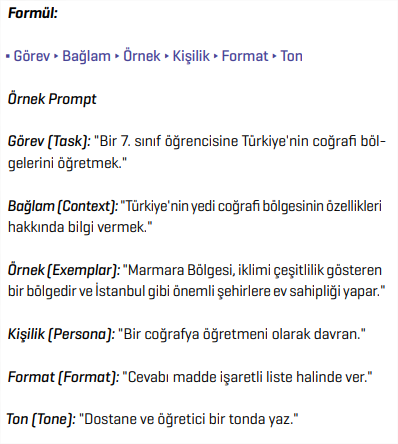 Formül:
▪ Görev ‣ Bağlam ‣ Örnek ‣ Kişilik ‣ Format ‣ Ton
Örnek Prompt
Görev (Task): "Bir 7. sınıf öğrencisine Türkiye'nin coğrafi böl-
gelerini öğretmek."
Bağlam (Context): "Türkiye'nin yedi coğrafi bölgesinin özellikleri
hakkında bilgi vermek."
Örnek (Exemplar): "Marmara Bölgesi, iklimi çeşitlilik gösteren
bir bölgedir ve İstanbul gibi önemli şehirlere ev sahipliği yapar."
Kişilik (Persona): "Bir coğrafya öğretmeni olarak davran."
Format (Format): "Cevabı madde işaretli liste halinde ver."
Ton (Tone): "Dostane ve öğretici bir tonda yaz."